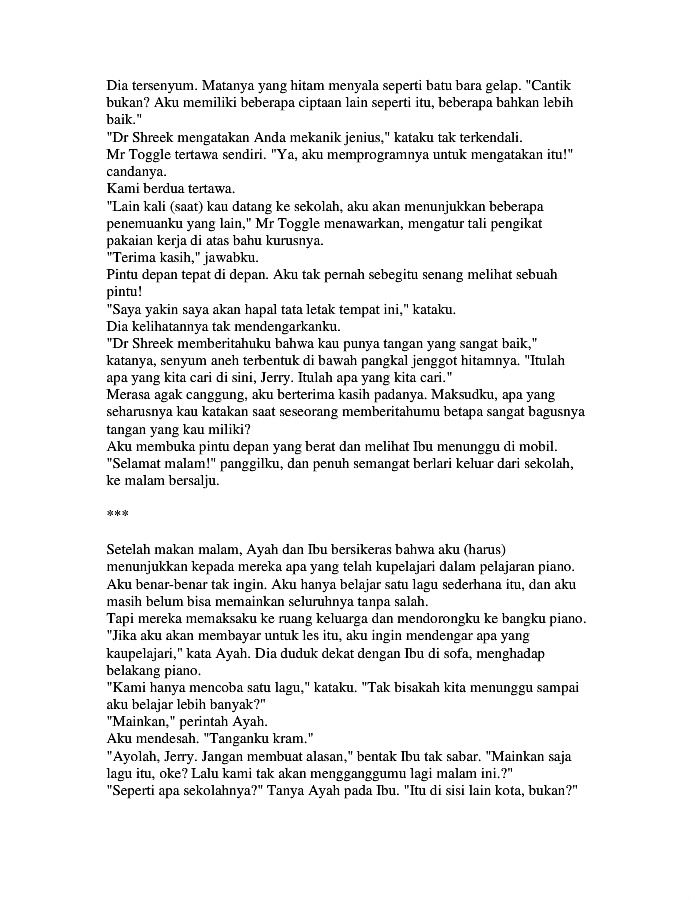 Dia tersenyum. Matanya yang hitam menyala seperti batu bara gelap. "Cantik
bukan? Aku memiliki beberapa ciptaan lain seperti itu, beberapa bahkan lebih
baik."
"Dr Shreek mengatakan Anda mekanik jenius," kataku tak terkendali.
Mr Toggle tertawa sendiri. "Ya, aku memprogramnya untuk mengatakan itu!"
candanya.
Kami berdua tertawa.
"Lain kali (saat) kau datang ke sekolah, aku akan menunjukkan beberapa
penemuanku yang lain," Mr Toggle menawarkan, mengatur tali pengikat
pakaian kerja di atas bahu kurusnya.
"Terima kasih," jawabku.
Pintu depan tepat di depan. Aku tak pernah sebegitu senang melihat sebuah
pintu!
"Saya yakin saya akan hapal tata letak tempat ini," kataku.
Dia kelihatannya tak mendengarkanku.
"Dr Shreek memberitahuku bahwa kau punya tangan yang sangat baik,"
katanya, senyum aneh terbentuk di bawah pangkal jenggot hitamnya. "Itulah
apa yang kita cari di sini, Jerry. Itulah apa yang kita cari."
Merasa agak canggung, aku berterima kasih padanya. Maksudku, apa yang
seharusnya kau katakan saat seseorang memberitahumu betapa sangat bagusnya
tangan yang kau miliki?
Aku membuka pintu depan yang berat dan melihat Ibu menunggu di mobil.
"Selamat malam!" panggilku, dan penuh semangat berlari keluar dari sekolah,
ke malam bersalju.
***
Setelah makan malam, Ayah dan Ibu bersikeras bahwa aku (harus)
menunjukkan kepada mereka apa yang telah kupelajari dalam pelajaran piano.
Aku benar-benar tak ingin. Aku hanya belajar satu lagu sederhana itu, dan aku
masih belum bisa memainkan seluruhnya tanpa salah.
Tapi mereka memaksaku ke ruang keluarga dan mendorongku ke bangku piano.
"Jika aku akan membayar untuk les itu, aku ingin mendengar apa yang
kaupelajari," kata Ayah. Dia duduk dekat dengan Ibu di sofa, menghadap
belakang piano.
"Kami hanya mencoba satu lagu," kataku. "Tak bisakah kita menunggu sampai
aku belajar lebih banyak?"
"Mainkan," perintah Ayah.
Aku mendesah. "Tanganku kram."
"Ayolah, Jerry. Jangan membuat alasan," bentak Ibu tak sabar. "Mainkan saja
lagu itu, oke? Lalu kami tak akan mengganggumu lagi malam ini.?"
"Seperti apa sekolahnya?" Tanya Ayah pada Ibu. "Itu di sisi lain kota, bukan?"